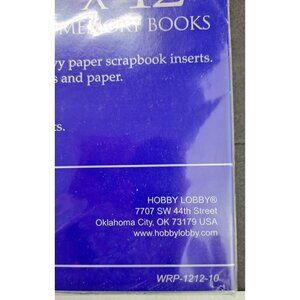 x 12
MEMORY BOOKS
paper scrapbook inserts.
and paper.
HOBBY LOBBY®
7707 SW 44th Street
Oklahoma City, OK 73179 USA
www.hobbylobby.com
WRP-1212-10